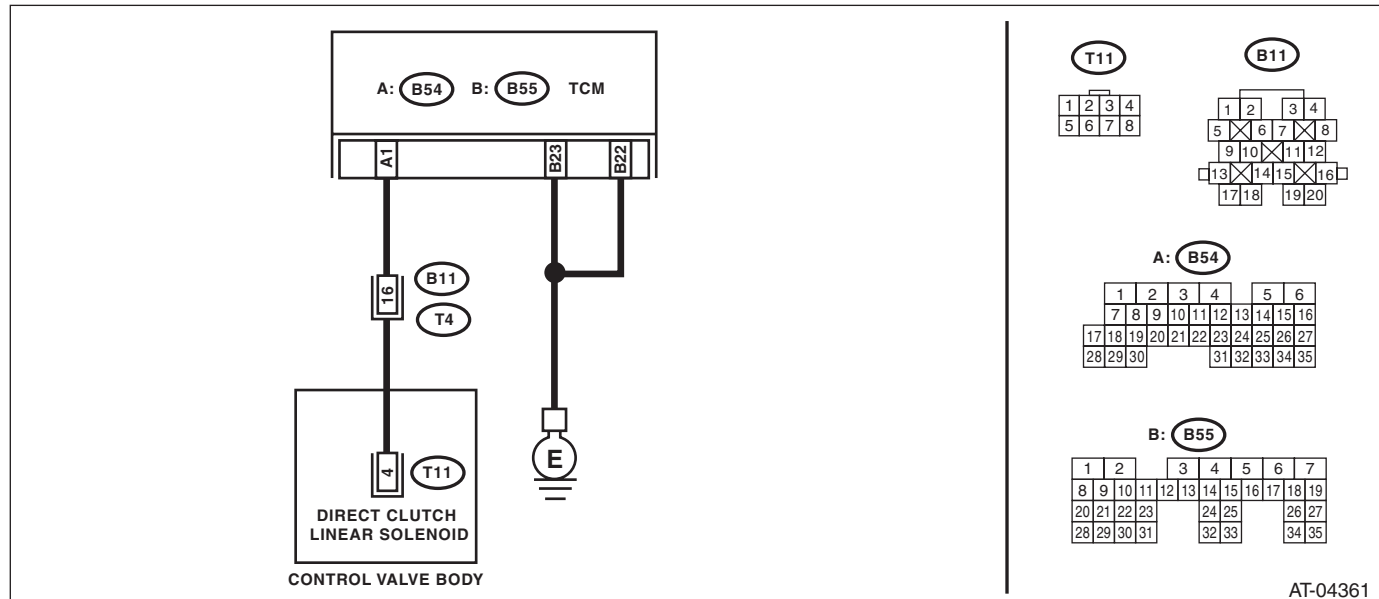 A: B54 B: B55 TCM
A1
B23
B22
16
B11
T4
4
T11
E
DIRECT CLUTCH
LINEAR SOLENOID
CONTROL VALVE BODY
T11
1 2 3 4
5 6 7 8
B11
1 2 3 4
5 6 7 8
9 10 11 12
13 14 15 16
17 18 19 20
A: B54
1 2 3 4 5 6
7 8 9 10 11 12 13 14 15 16
17 18 19 20 21 22 23 24 25 26 27
28 29 30 31 32 33 34 35
B: B55
1 2 3 4 5 6 7
8 9 10 11 12 13 14 15 16 17 18 19
20 21 22 23 24 25 26 27
28 29 30 31 32 33 34 35
AT-04361